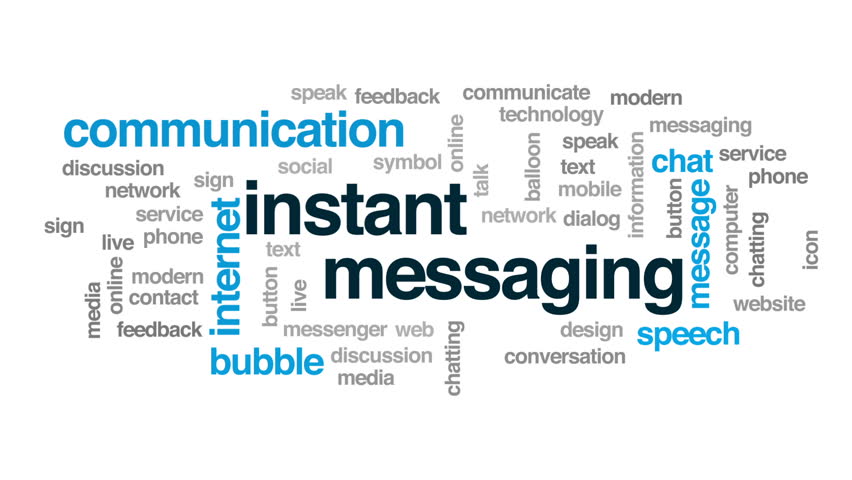 speak
feedback
communicate
modern
communication
technology
messaging
online
speak
balloon
information
discussion
social
symbol
talk
text
chat
service
network
sign
mobile
phone
instant
button
message
computer
service
network
dialog
chatting
sign
internet
live
phone
text
icon
messaging
media
online
modern
contact
button
live
website
feedback
messenger
web
chatting
design
speech
bubble
discussion
conversation
media